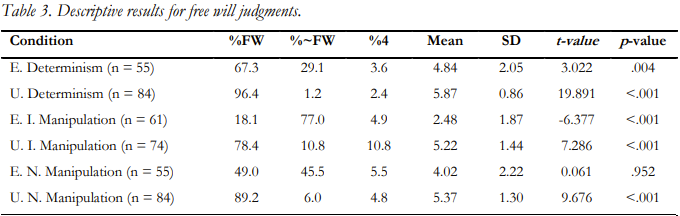 Table 3. Descriptive results for free will judgments.
Condition %FW %~FW %4 Mean SD t-value p-value
E. Determism (n = 55) 67.3 29.1 3.6 4.84 2.05 3.022 .004
U. Determinism (n = 84) 96.4 1.2 2.4 5.87 0.86 19.891 <.001
E. I. Manipulation (n = 61) 18.1 77.0 4.9 2.48 1.87 -6.377 <.001
U. I. Manipulation (n = 74) 78.4 10.8 10.8 5.22 1.44 7.286 <.001
E. N. Manipulation (n = 55) 49.0 45.5 5.5 4.02 2.22 0.061 .952
U. N. Manipulation (n = 84) 89.2 6.0 4.8 5.37 1.30 9.676 <.001